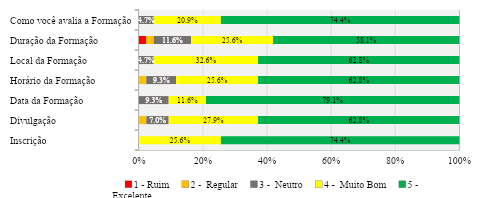 Como você avalia a Formação 4.7% 20.9% 74.4%
Duração da Formação 11.6% 25.6% 58.1%
Local da Formação 4.7% 32.6% 62.8%
Horário da Formação 9.3% 25.6% 62.8%
Data da Formação 9.3% 11.6% 79.1%
Divulgação 7.0% 27.9% 62.8%
Inscrição 25.6% 74.4%
0% 20% 40% 60% 80% 100%
1 - Ruim 2 - Regular 3 - Neutro 4 - Muito Bom 5 -
Excelente